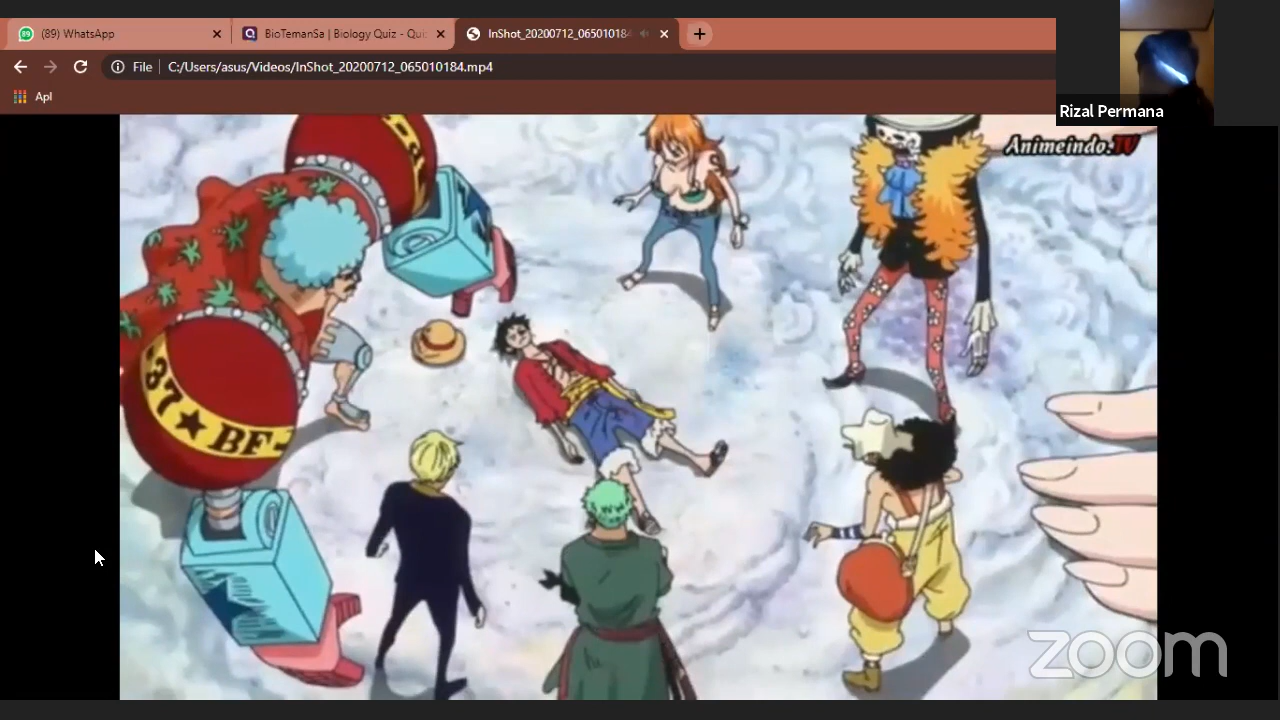 89
(89) WhatsApp
BioTemanSa | Biology Quiz - Qui
InShot_20200712_065010184
File
C:/Users/asus/Videos/InShot_20200712_065010184.mp4
Apl
Rizal Permana
Animeindo.TV
37★BF-
zoom